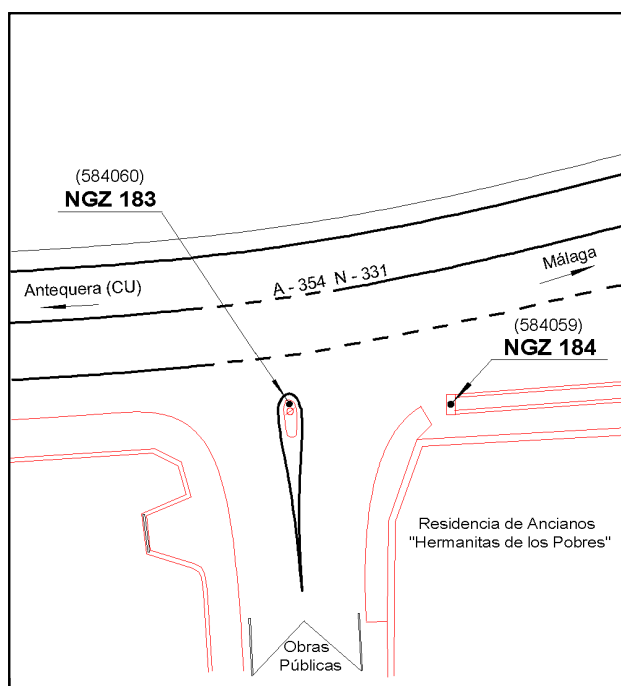 (584060)
NGZ 183
Antequera (CU)
A - 354 N - 331
Málaga
(584059)
NGZ 184
Residencia de Ancianos
"Hermanitas de los Pobres"
Obras
Públicas